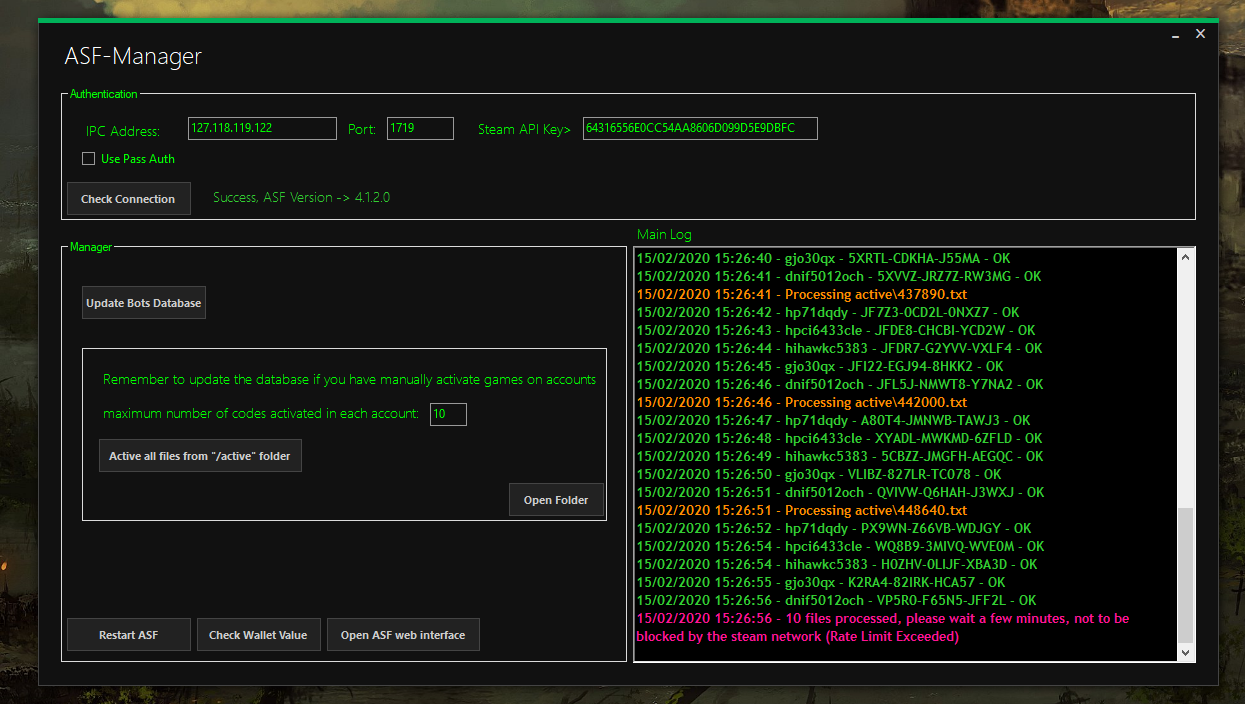 ASF-Manager
Authentication
IPC Address: 127.118.119.122 Port: 1719 Steam API Key> 64316556E0CC54AA8606D099D5E9DBFC
Use Pass Auth
Check Connection Success, ASF Version -> 4.1.2.0
Manager
Update Bots Database
Remember to update the database if you have manually activate games on accounts
maximum number of codes activated in each account: 10
Active all files from "/active" folder
Open Folder
Restart ASF Check Wallet Value Open ASF web interface
Main Log
15/02/2020 15:26:40 - gjo30qx - 5XRTL-CDKHA-J55MA - OK
15/02/2020 15:26:41 - dnif5012och - 5XVVZ-JRZ7Z-RW3MG - OK
15/02/2020 15:26:41 - Processing active\437890.txt
15/02/2020 15:26:42 - hp71dqdy - JF7Z3-0CD2L-0NXZ7 - OK
15/02/2020 15:26:43 - hpci6433cle - JFDE8-CHCBI-YCD2W - OK
15/02/2020 15:26:44 - hihawkc5383 - JFDR7-G2YVV-VXLF4 - OK
15/02/2020 15:26:45 - gjo30qx - JFI22-EGJ94-8HKK2 - OK
15/02/2020 15:26:46 - dnif5012och - JFL5J-NMWT8-Y7NA2 - OK
15/02/2020 15:26:46 - Processing active\442000.txt
15/02/2020 15:26:47 - hp71dqdy - A80T4-JMNWB-TAWJ3 - OK
15/02/2020 15:26:48 - hpci6433cle - XYADL-MWKMD-6ZFLD - OK
15/02/2020 15:26:49 - hihawkc5383 - 5CBZZ-JMGFH-AEGQC - OK
15/02/2020 15:26:50 - gjo30qx - VLIBZ-827LR-TC078 - OK
15/02/2020 15:26:51 - dnif5012och - QVIVW-Q6HAH-J3WXJ - OK
15/02/2020 15:26:51 - Processing active\448640.txt
15/02/2020 15:26:52 - hp71dqdy - PX9WN-Z66VB-WDJGY - OK
15/02/2020 15:26:54 - hpci6433cle - WQ8B9-3MIVQ-WVE0M - OK
15/02/2020 15:26:54 - hihawkc5383 - H0ZHV-0LIJF-XBA3D - OK
15/02/2020 15:26:55 - gjo30qx - K2RA4-82IRK-HCA57 - OK
15/02/2020 15:26:56 - dnif5012och - VP5R0-F65N5-JFF2L - OK
15/02/2020 15:26:56 - 10 files processed, please wait a few minutes, not to be
blocked by the steam network (Rate Limit Exceeded)